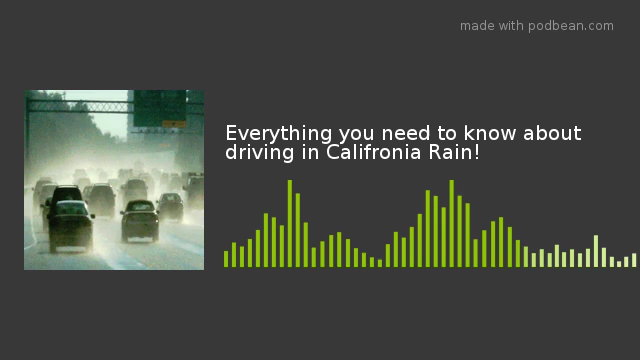 made with podbean.com
Everything you need to know about
driving in Califronia Rain!